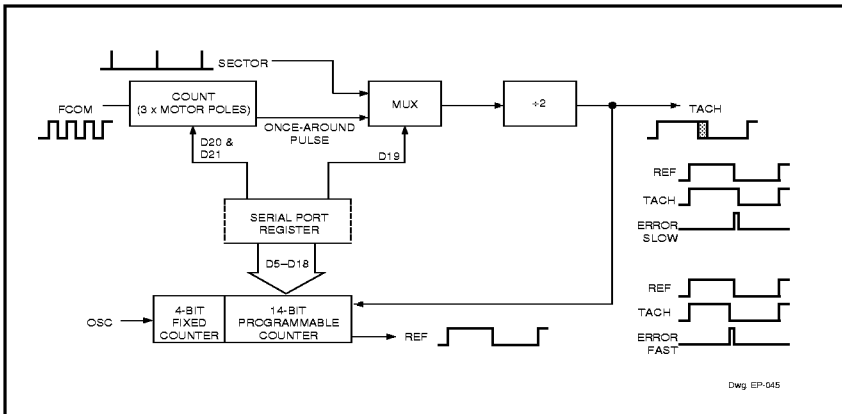 SECTOR
FCOM
COUNT
(3 x MOTOR POLES)
ONCE-AROUND
PULSE
MUX
÷2
TACH
D20 &
D21
D19
SERIAL PORT
REGISTER
D5–D18
OSC
4-BIT
FIXED
COUNTER
14-BIT
PROGRAMMABLE
COUNTER
REF
REF
TACH
ERROR
SLOW
REF
TACH
ERROR
FAST
Dwg. EP-045